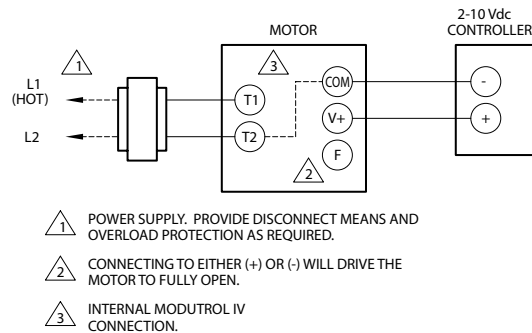 2-10 Vdc
CONTROLLER
MOTOR
1
3
L1
(HOT)
T1
COM
-
L2
T2
V+
+
F
2
1 POWER SUPPLY. PROVIDE DISCONNECT MEANS AND
OVERLOAD PROTECTION AS REQUIRED.
2 CONNECTING TO EITHER (+) OR (-) WILL DRIVE THE
MOTOR TO FULLY OPEN.
3 INTERNAL MODUTROL IV
CONNECTION.